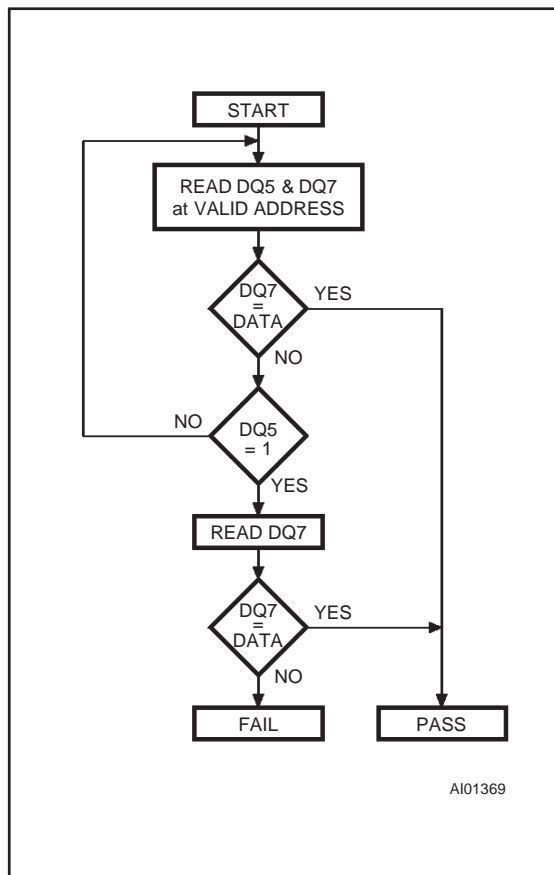 START
READ DQ5 & DQ7
at VALID ADDRESS
DQ7
=
DATA
YES
NO
NO
DQ5
= 1
YES
READ DQ7
DQ7
=
DATA
YES
NO
FAIL
PASS
AI01369